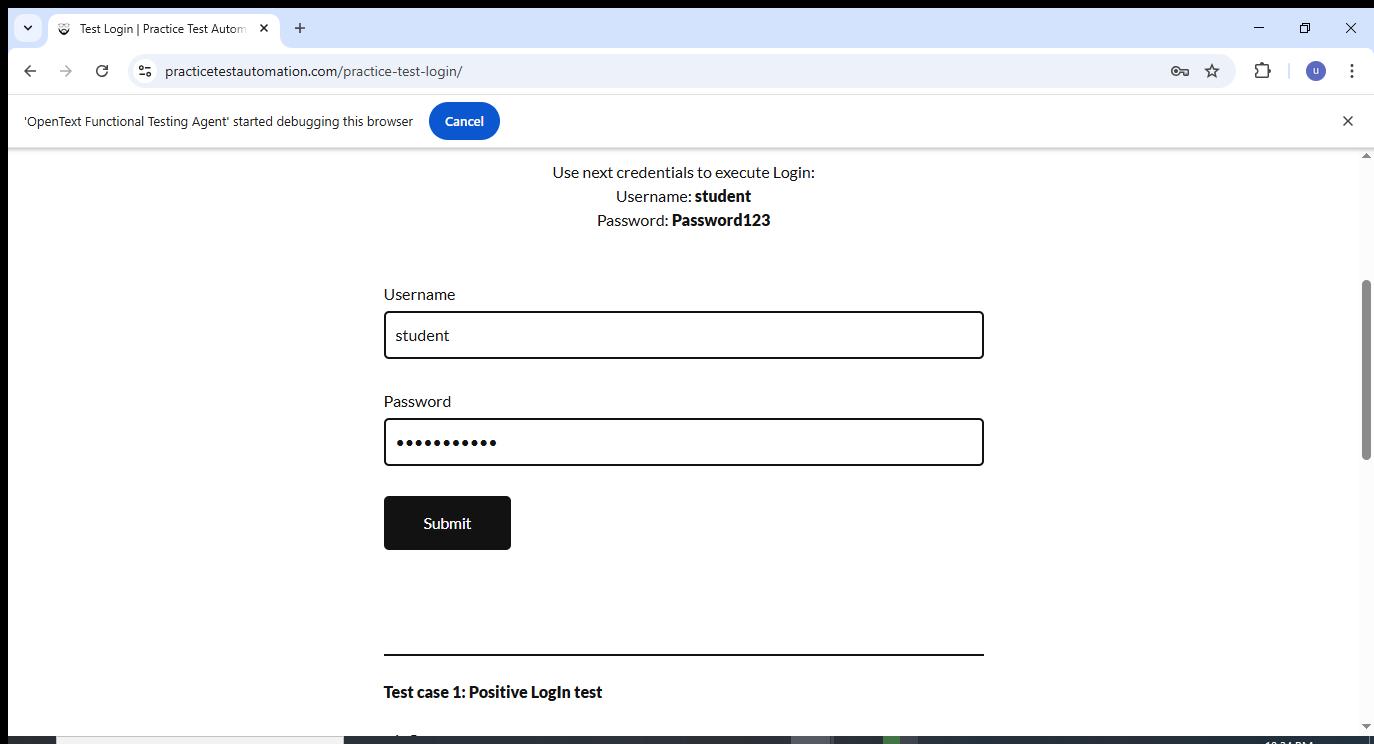 Test Login | Practice Test Autom
practicetestautomation.com/practice-test-login/
u
'OpenText Functional Testing Agent' started debugging this browser
Cancel
Use next credentials to execute Login:
Username: student
Password: Password123
Username
student
Password
•••••••••••
Submit
Test case 1: Positive LogIn test